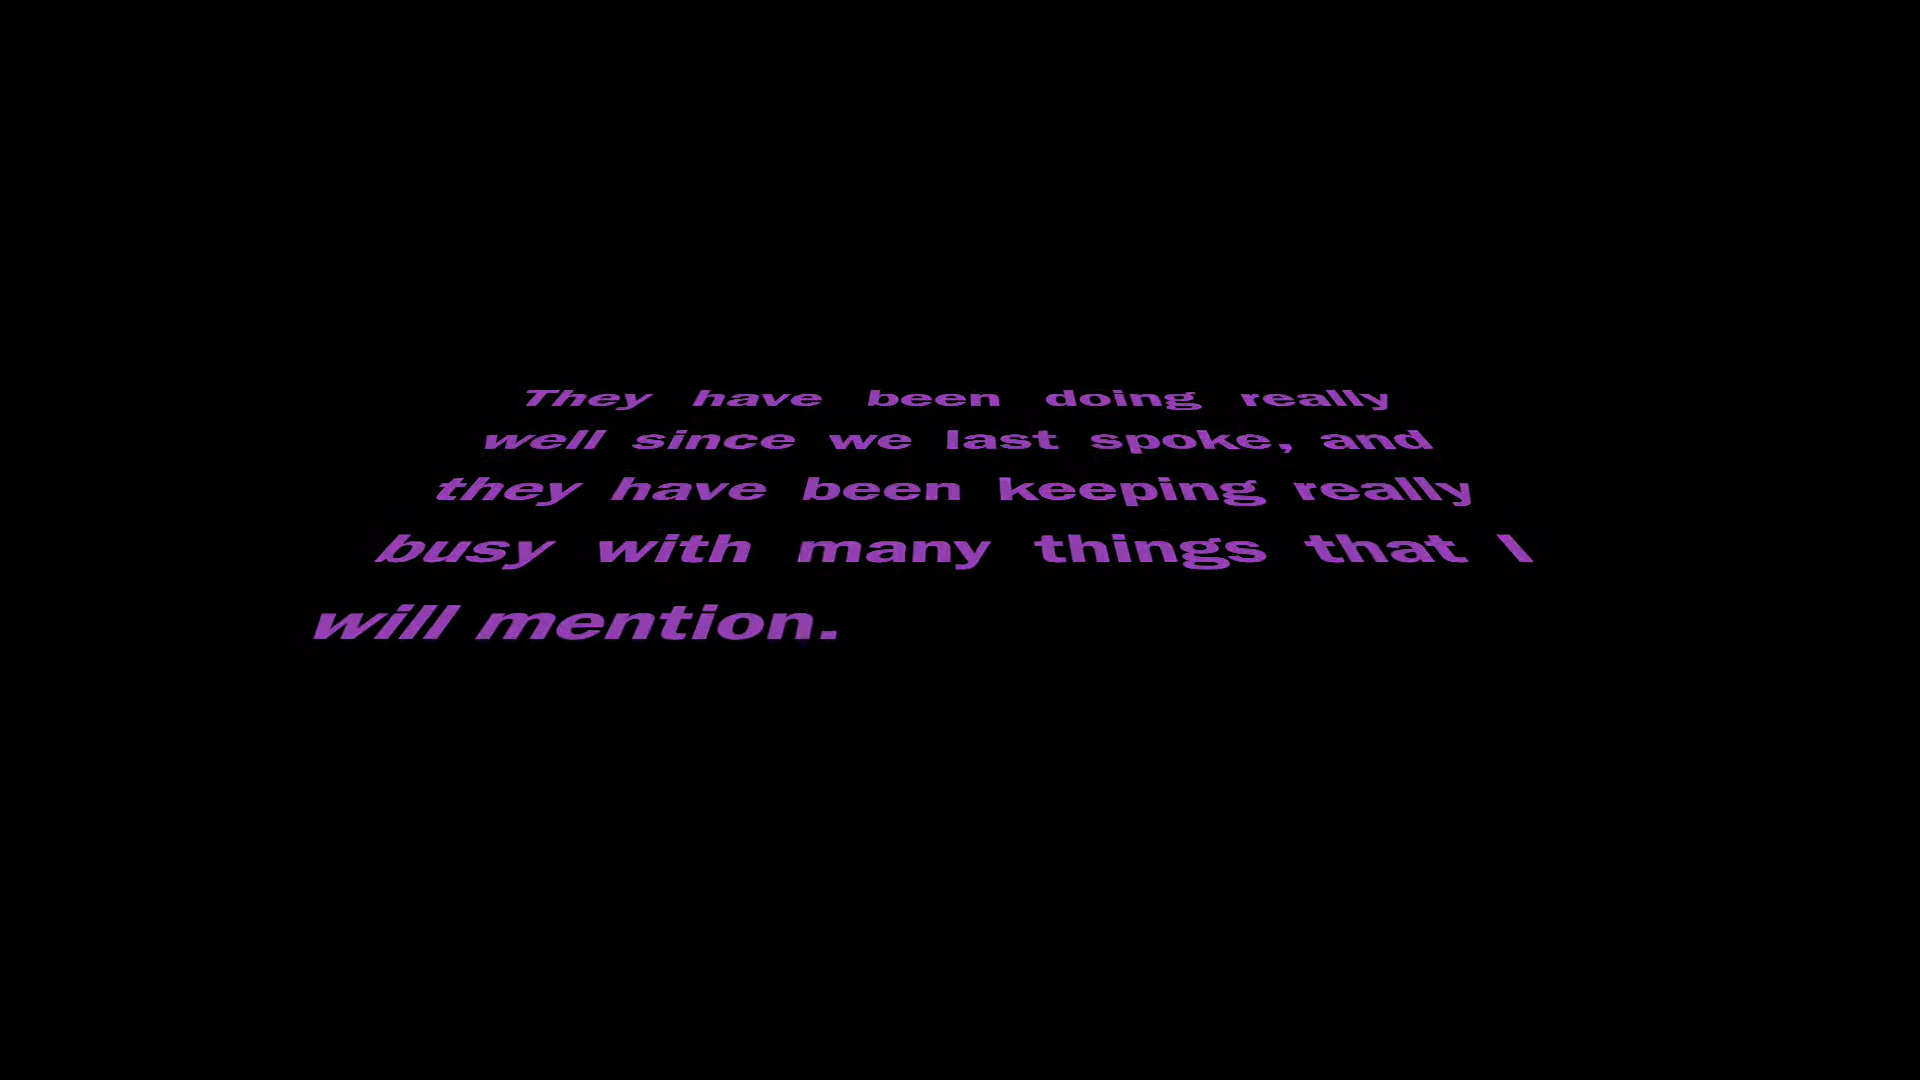 They have been doing really
well since we last spoke, and
they have been keeping really
busy with many things that I
will mention.